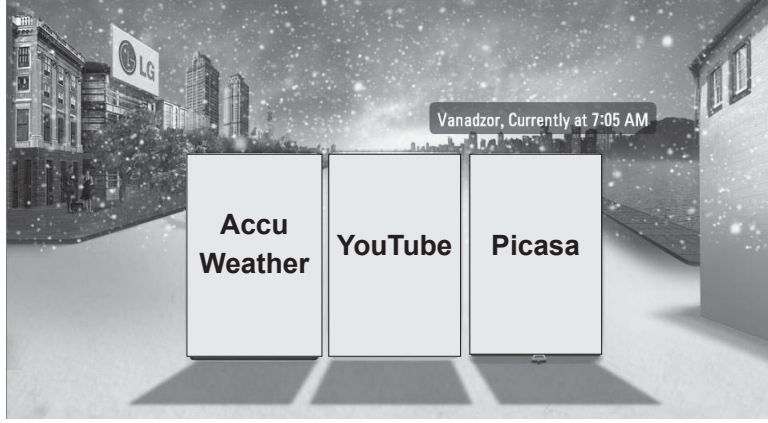 LG
Vanadzor, Currently at 7:05 AM
Accu
Weather
YouTube
Picasa